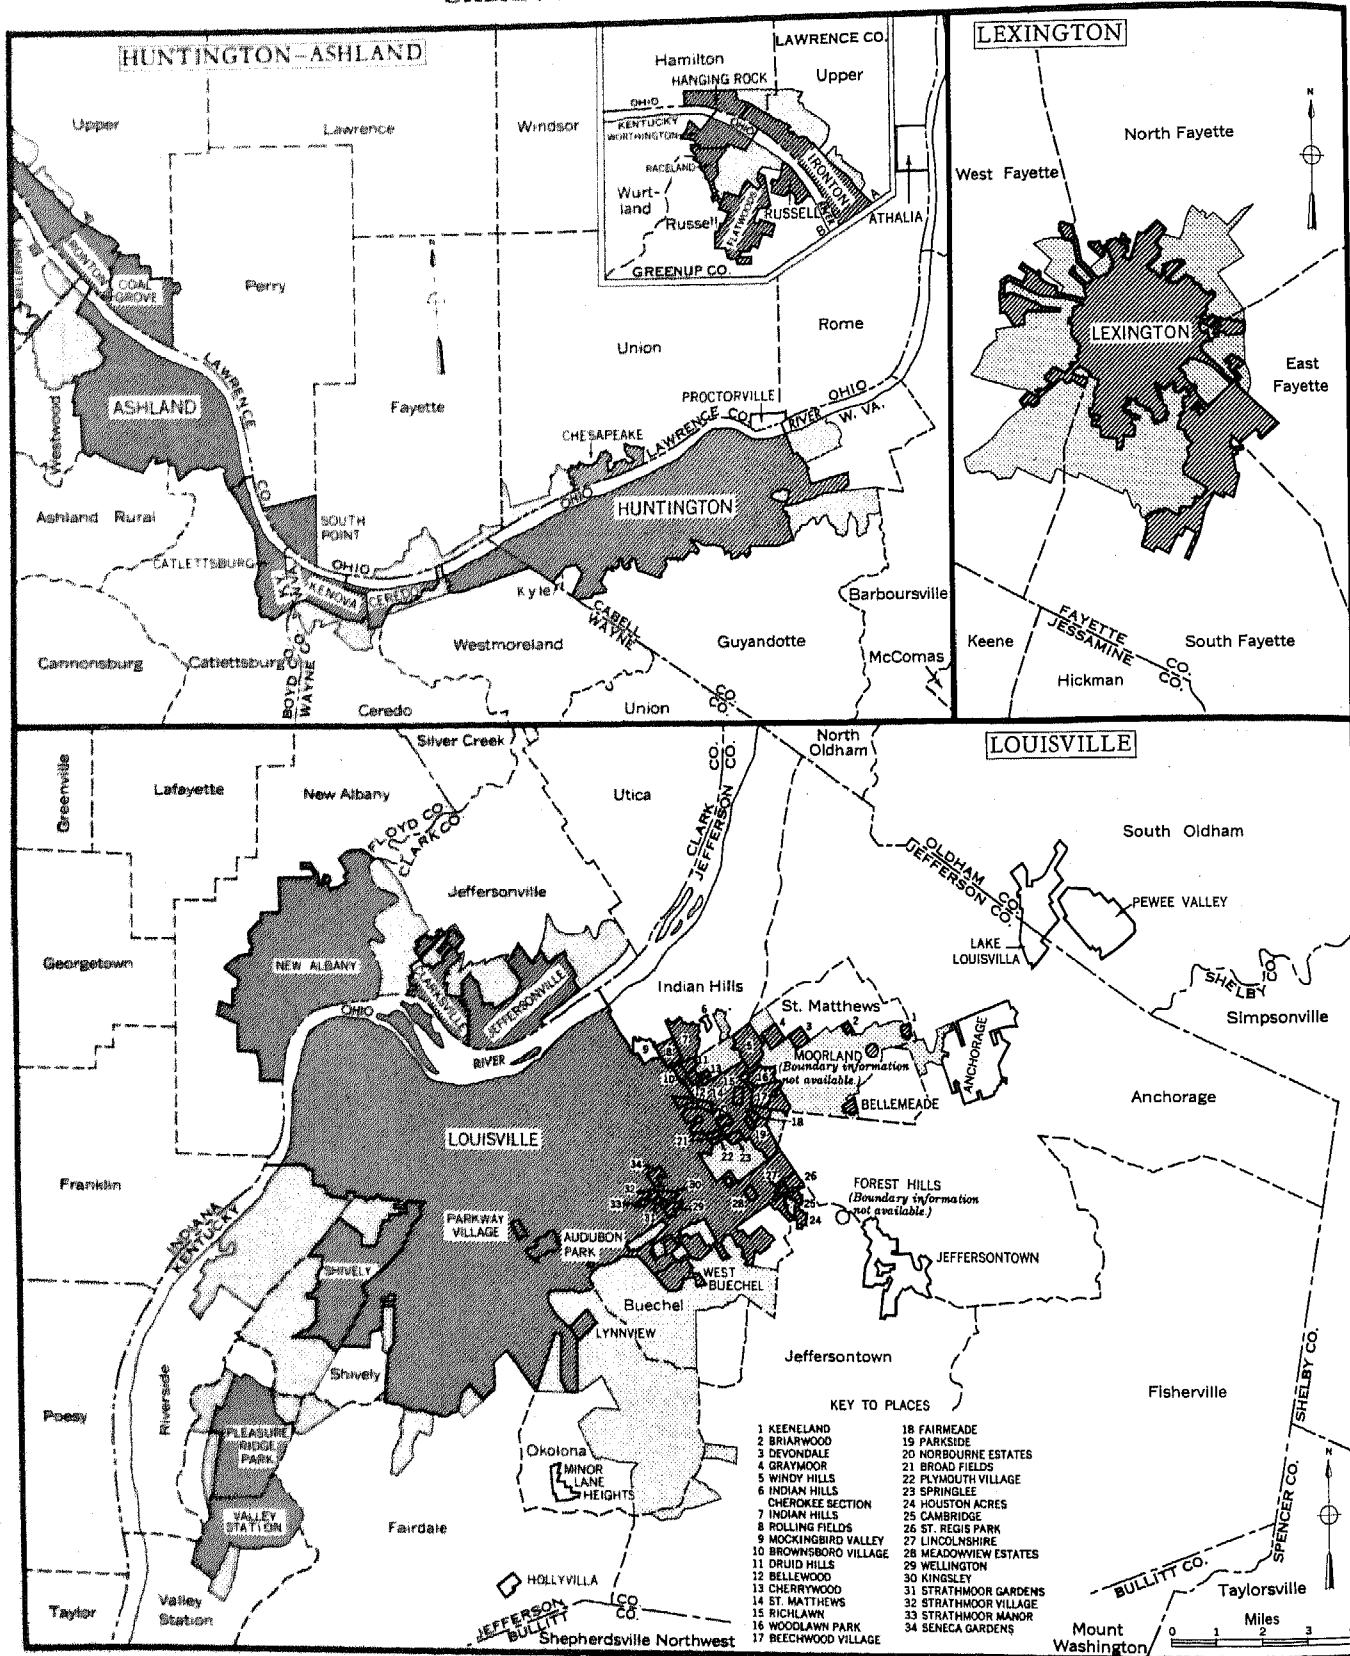 HUNTINGTON-ASHLAND
Upper
Lawrence
Windsor
Hamilton
HANGING ROCK
LAWRENCE CO.
Upper
OHIO
KENTUCKY
WORTHINGTON
OHIO
RACELAND
Wurt-
land
Russell
FLATWOODS
RUSSELL
IRONTON
RIVER
A
B
GREENUP CO.
ATHALIA
IRONTON
COAL
GROVE
Perry
Union
Rome
ASHLAND
LAWRENCE
CO.
Westwood
Fayette
PROCTORVILLE
CHESAPEAKE
LAWRENCE CO.
RIVER
OHIO
W. VA.
OHIO
HUNTINGTON
Ashland Rural
SOUTH
POINT
CATLETTSBURG
OHIO
KENOVA
CEREDO
Kyle
CABELL
WAYNE
CO.
CO.
Barboursville
Westmoreland
Guyandotte
McComas
Cannonsburg
Catlettsburg
BOYD CO.
WAYNE CO.
Ceredo
Union
N
LEXINGTON
N
North Fayette
West Fayette
LEXINGTON
East
Fayette
FAYETTE
JESSAMINE
CO.
CO.
Keene
Hickman
South Fayette
LOUISVILLE
Greenville
Lafayette
New Albany
Silver Creek
Utica
North
Oldham
FLOYD CO.
CLARK CO.
CLARK
JEFFERSON
CO.
CO.
South Oldham
OLDHAM
JEFFERSON
CO.
CO.
Jeffersonville
PEWEE VALLEY
LAKE
LOUISVILLA
Georgetown
NEW ALBANY
CLARKSVILLE
JEFFERSONVILLE
OHIO
RIVER
Indian Hills
St. Matthews
SHELBY CO.
Simpsonville
MOORLAND
(Boundary information
not available.)
ANCHORAGE
BELLEMEADE
Anchorage
Franklin
LOUISVILLE
INDIANA
KENTUCKY
PARKWAY
VILLAGE
AUDUBON
PARK
FOREST HILLS
(Boundary information
not available.)
JEFFERSONTOWN
SHIVELY
WEST
BUECHEL
Buechel
LYNNVIEW
Shively
Jeffersontown
Fisherville
SHELBY CO.
SPENCER CO.
Posey
Riverside
PLEASURE
RIDGE
PARK
VALLEY
STATION
Okolona
MINOR
LANE
HEIGHTS
Fairdale
HOLLYVILLA
Taylor
Valley
Station
JEFFERSON
BULLITT
CO.
CO.
Shepherdsville Northwest
KEY TO PLACES
1 KEENELAND
2 BRIARWOOD
3 DEVONDALE
4 GRAYMOOR
5 WINDY HILLS
6 INDIAN HILLS
CHEROKEE SECTION
7 INDIAN HILLS
8 ROLLING FIELDS
9 MOCKINGBIRD VALLEY
10 BROWNSBORO VILLAGE
11 DRUID HILLS
12 BELLEWOOD
13 CHERRYWOOD
14 ST. MATTHEWS
15 RICHLAWN
16 WOODLAWN PARK
17 BEECHWOOD VILLAGE
18 FAIRMEADE
19 PARKSIDE
20 NORBOURNE ESTATES
21 BROAD FIELDS
22 PLYMOUTH VILLAGE
23 SPRINGLEE
24 HOUSTON ACRES
25 CAMBRIDGE
26 ST. REGIS PARK
27 LINCOLNSHIRE
28 MEADOWVIEW ESTATES
29 WELLINGTON
30 KINGSLEY
31 STRATHMOOR GARDENS
32 STRATHMOOR VILLAGE
33 STRATHMOOR MANOR
34 SENECA GARDENS
BULLITT CO.
Taylorsville
Mount
Washington
N
Miles
0 1 2 3